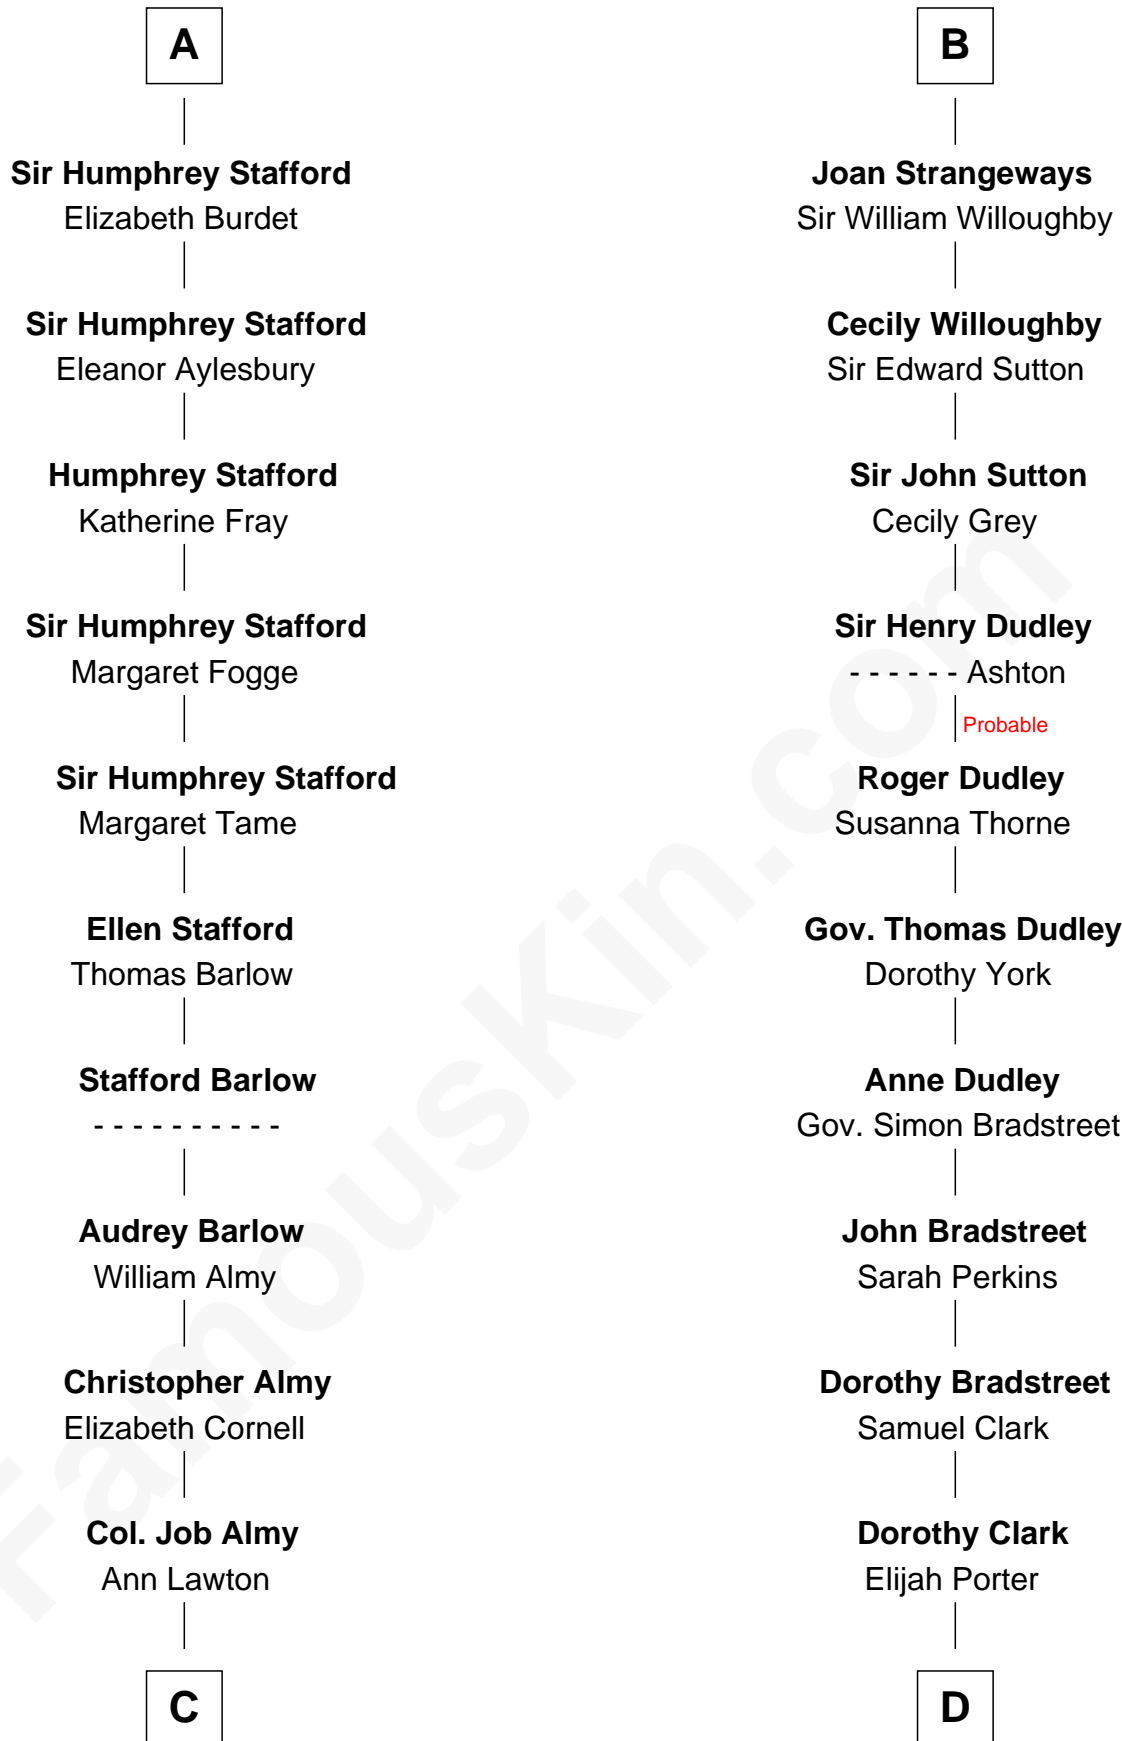 A
Sir Humphrey Stafford
Elizabeth Burdet
Sir Humphrey Stafford
Eleanor Aylesbury
Humphrey Stafford
Katherine Fray
Sir Humphrey Stafford
Margaret Fogge
Sir Humphrey Stafford
Margaret Tame
Ellen Stafford
Thomas Barlow
Stafford Barlow
- - - - - - - - - -
Audrey Barlow
William Almy
Christopher Almy
Elizabeth Cornell
Col. Job Almy
Ann Lawton
C
B
Joan Strangeways
Sir William Willoughby
Cecily Willoughby
Sir Edward Sutton
Sir John Sutton
Cecily Grey
Sir Henry Dudley
- - - - - - Ashton
Probable
Roger Dudley
Susanna Thorne
Gov. Thomas Dudley
Dorothy York
Anne Dudley
Gov. Simon Bradstreet
John Bradstreet
Sarah Perkins
Dorothy Bradstreet
Samuel Clark
Dorothy Clark
Elijah Porter
D
FamousKin.com